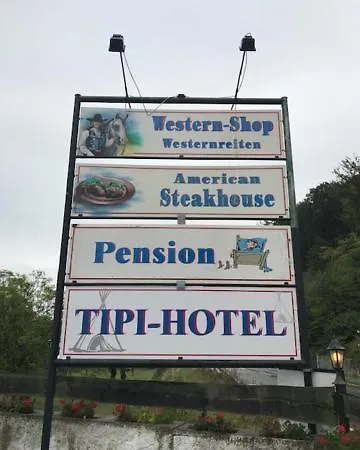 Western-Shop
Westernreiten
American
Steakhouse
Pension
TIPI-HOTEL